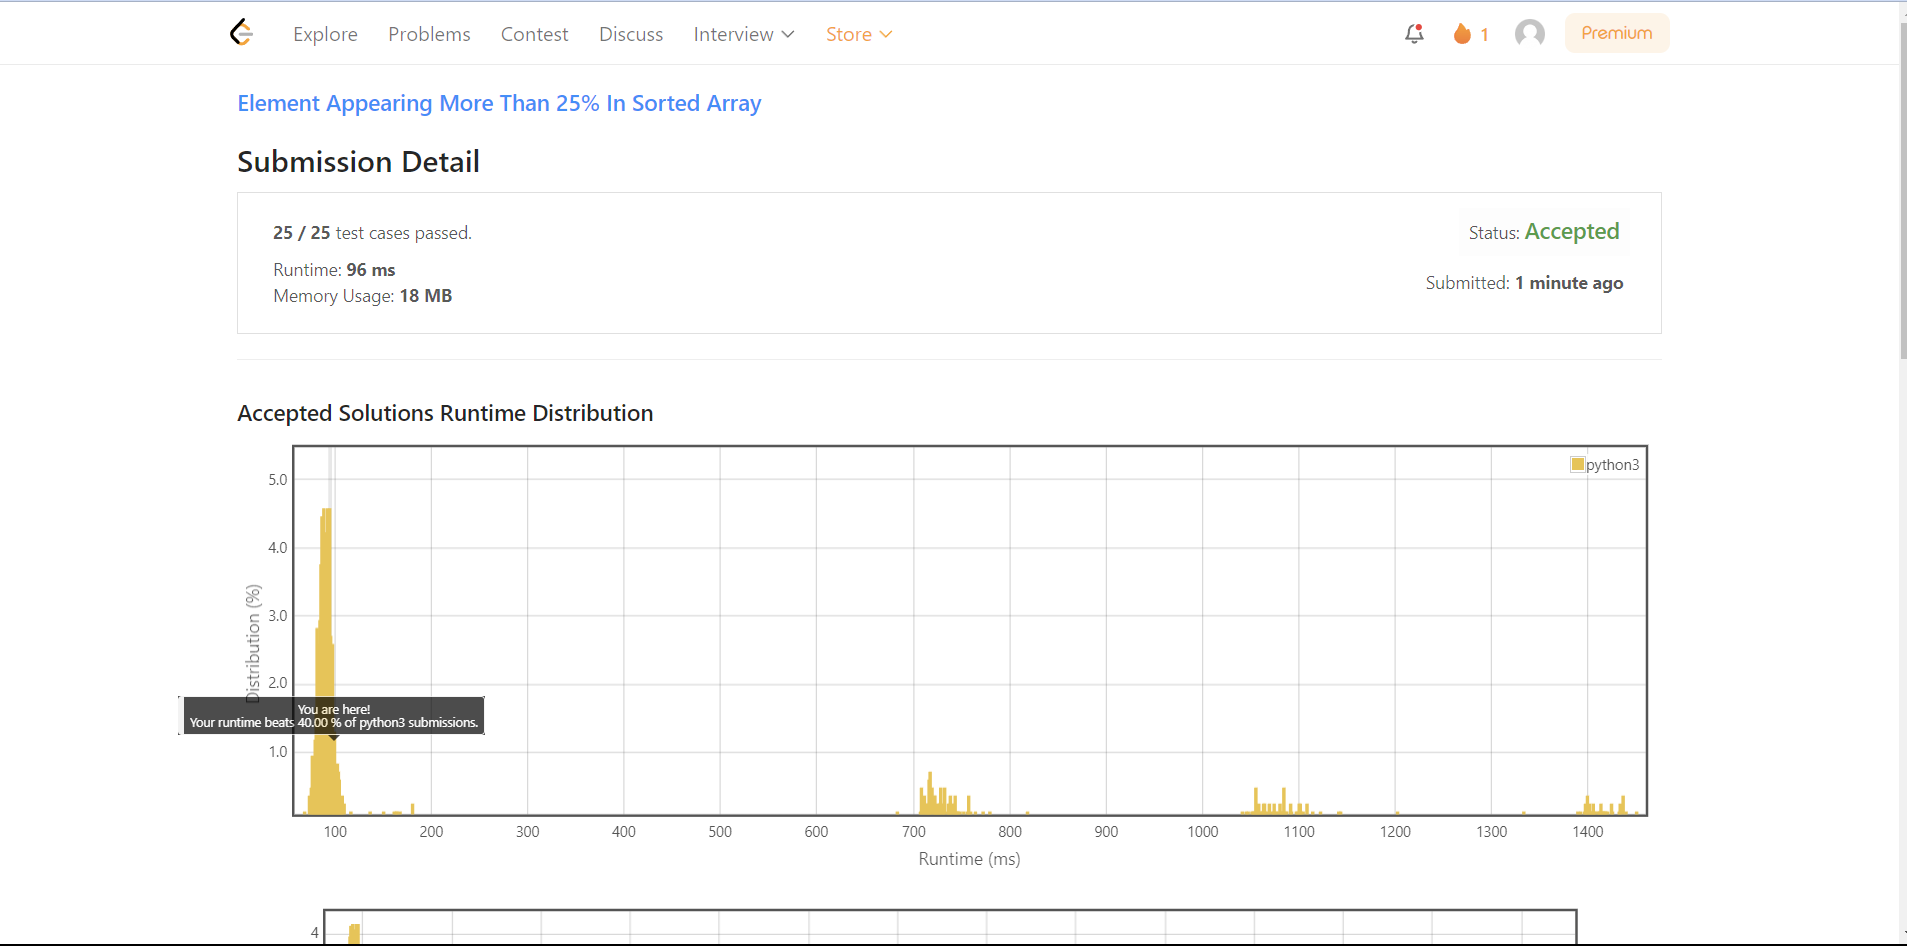 Explore Problems Contest Discuss Interview Store 1 Premium
Element Appearing More Than 25% In Sorted Array
Submission Detail
25 / 25 test cases passed.
Status: Accepted
Runtime: 96 ms
Submitted: 1 minute ago
Memory Usage: 18 MB
Accepted Solutions Runtime Distribution
python3
5.0
4.0
3.0
2.0
1.0
Distribution (%)
You are here!
Your runtime beats 40.00 % of python3 submissions.
100 200 300 400 500 600 700 800 900 1000 1100 1200 1300 1400
Runtime (ms)
4